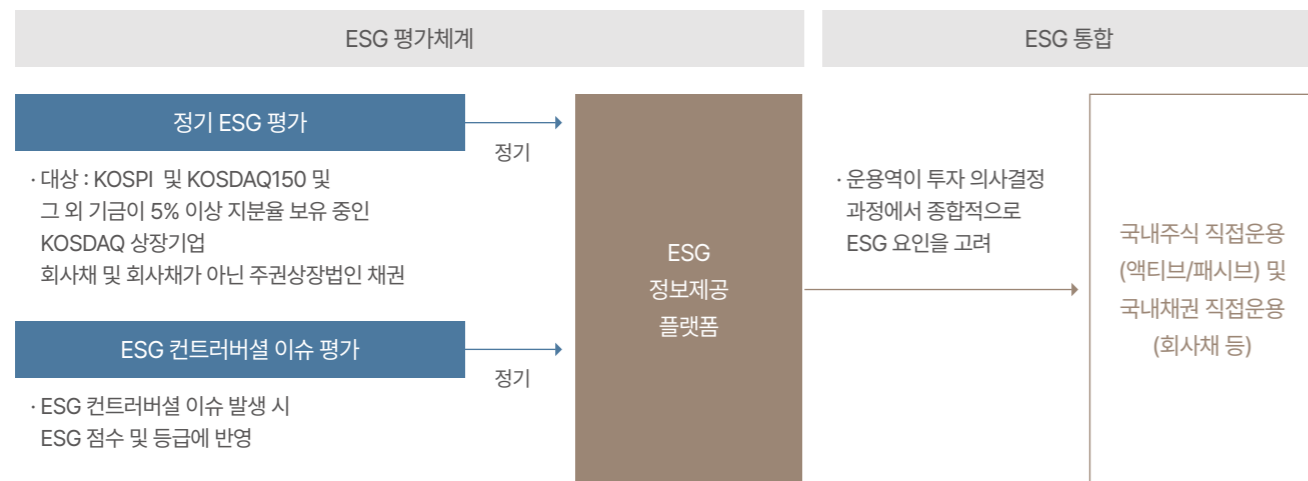 ESG 평가체계
ESG 통합
정기 ESG 평가
정기
· 대상 : KOSPI 및 KOSDAQ150 및
그 외 기금이 5% 이상 지분율 보유 중인
KOSDAQ 상장기업
회사채 및 회사채가 아닌 주권상장법인 채권
ESG 컨트러버셜 이슈 평가
정기
· ESG 컨트러버셜 이슈 발생 시
ESG 점수 및 등급에 반영
ESG
정보제공
플랫폼
· 운용역이 투자 의사결정
과정에서 종합적으로
ESG 요인을 고려
국내주식 직접운용
(액티브/패시브) 및
국내채권 직접운용
(회사채 등)